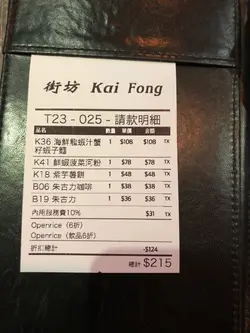 街坊 Kai Fong
T23 - 025 - 請款明細
品名 數量 單價 金額
K36 海鮮龍蝦汁蟹 1 $108 $108 TX
籽蝦子麵
K41 鮮蝦菠菜河粉 1 $78 $78 TX
K18 紫芋薯餅 1 $48 $48 TX
B06 朱古力咖啡 1 $38 $38 TX
B19 朱古力 1 $36 $36 TX
內用服務費10% $31 TX
Openrice (6折)
Openrice (飲品6折)
折扣總計 -$124
總計 $215